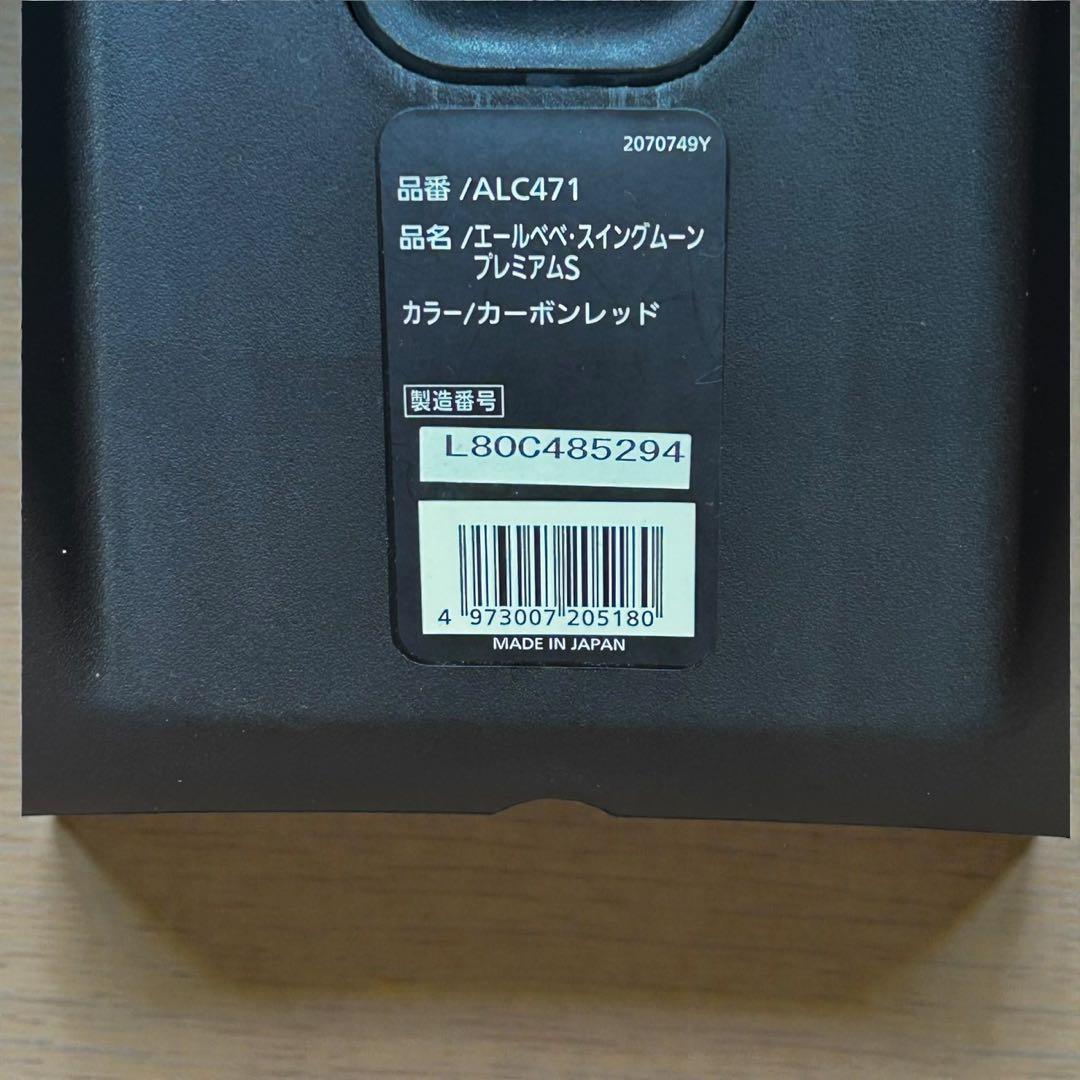 2070749Y
品番 /ALC471
品名 /エールベベ・スイングムーン
プレミアムS
カラー/カーボンレッド
製造番号
L80C485294
4 973007 205180
MADE IN JAPAN